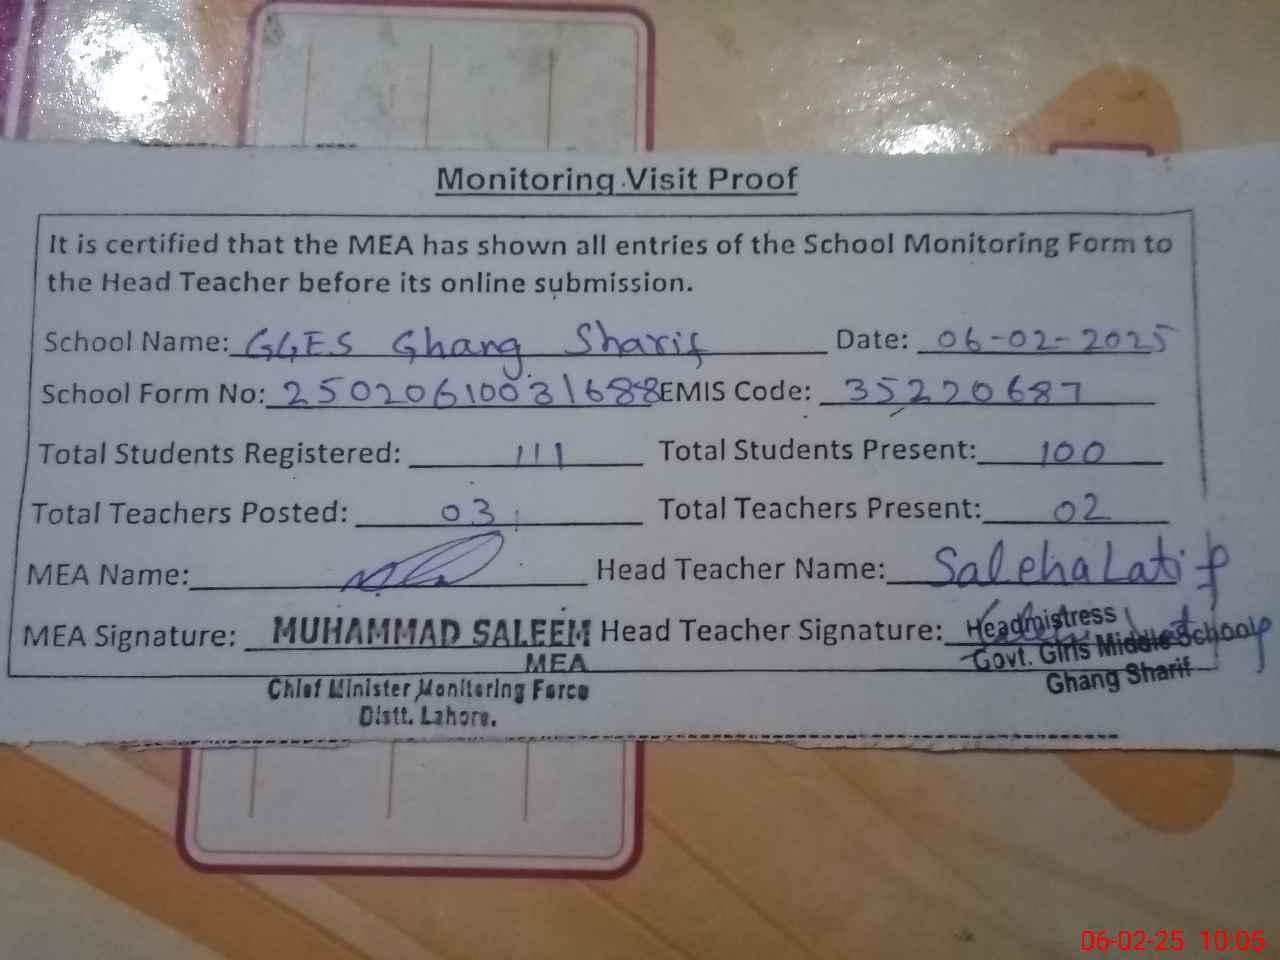 Monitoring Visit Proof
It is certified that the MEA has shown all entries of the School Monitoring Form to
the Head Teacher before its online submission.
School Name: GGES Ghang Sharif Date: 06-02-2025
School Form No: 25020610031688 EMIS Code: 35220687
Total Students Registered: 111 Total Students Present: 100
Total Teachers Posted: 03 Total Teachers Present: 02
MEA Name: Head Teacher Name: Saleha Latif
MEA Signature: MUHAMMAD SALEEM Head Teacher Signature: Headmistress
MEA Govt. Girls Middle School
Chief Minister Monitoring Force Ghang Sharif
Distt. Lahore.
06-02-25 10:05